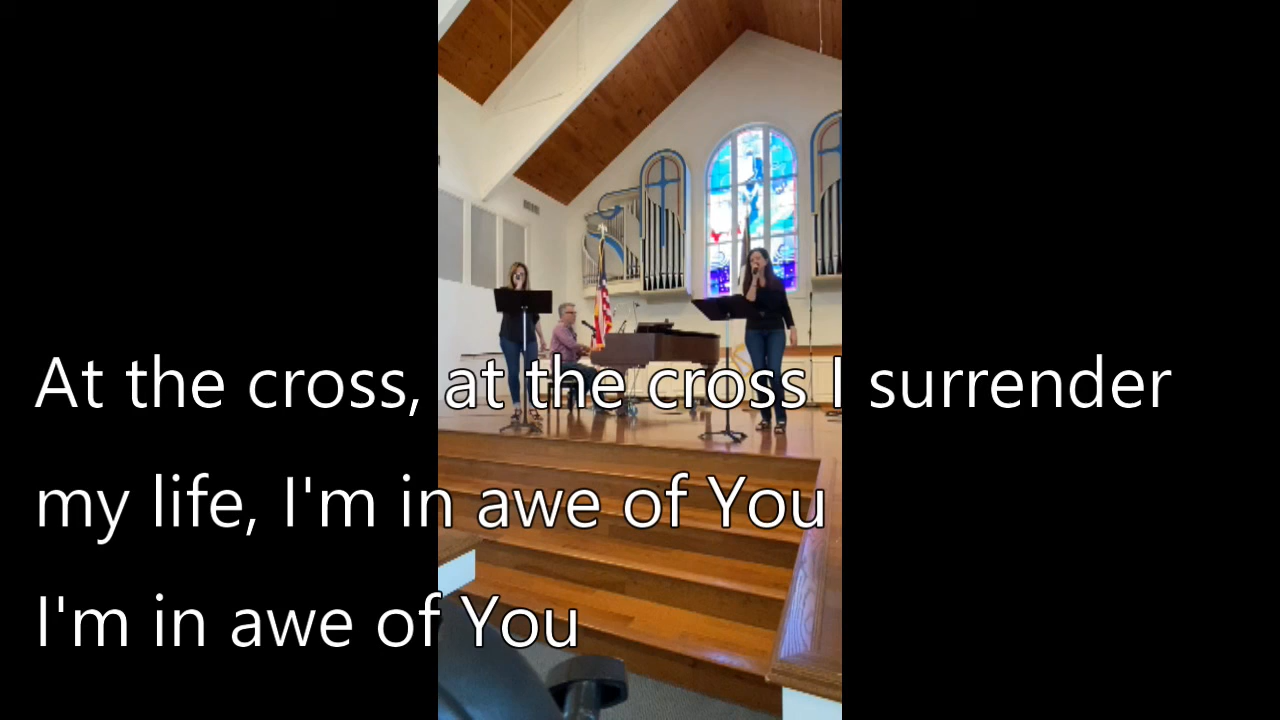 At the cross, at the cross I surrender
my life, I'm in awe of You
I'm in awe of You